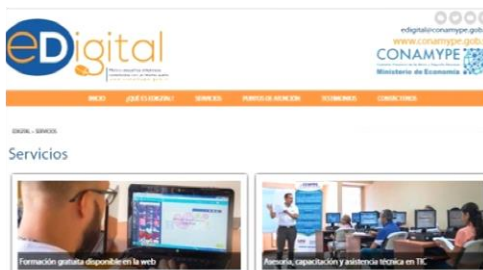 eDigital
edigital@conamype.gob.
www.conamype.gob.
CONAMYPE
Ministerio de Economía
INICIO ¿QUÉ ES EDIGITAL? SERVICIOS PUNTOS DE ATENCIÓN TESTIMONIOS CONTÁCTENOS
EDIGITAL - SERVICIOS
Servicios
Formación gratuita disponible en la web
Asesoría, capacitación y asistencia técnica en TIC